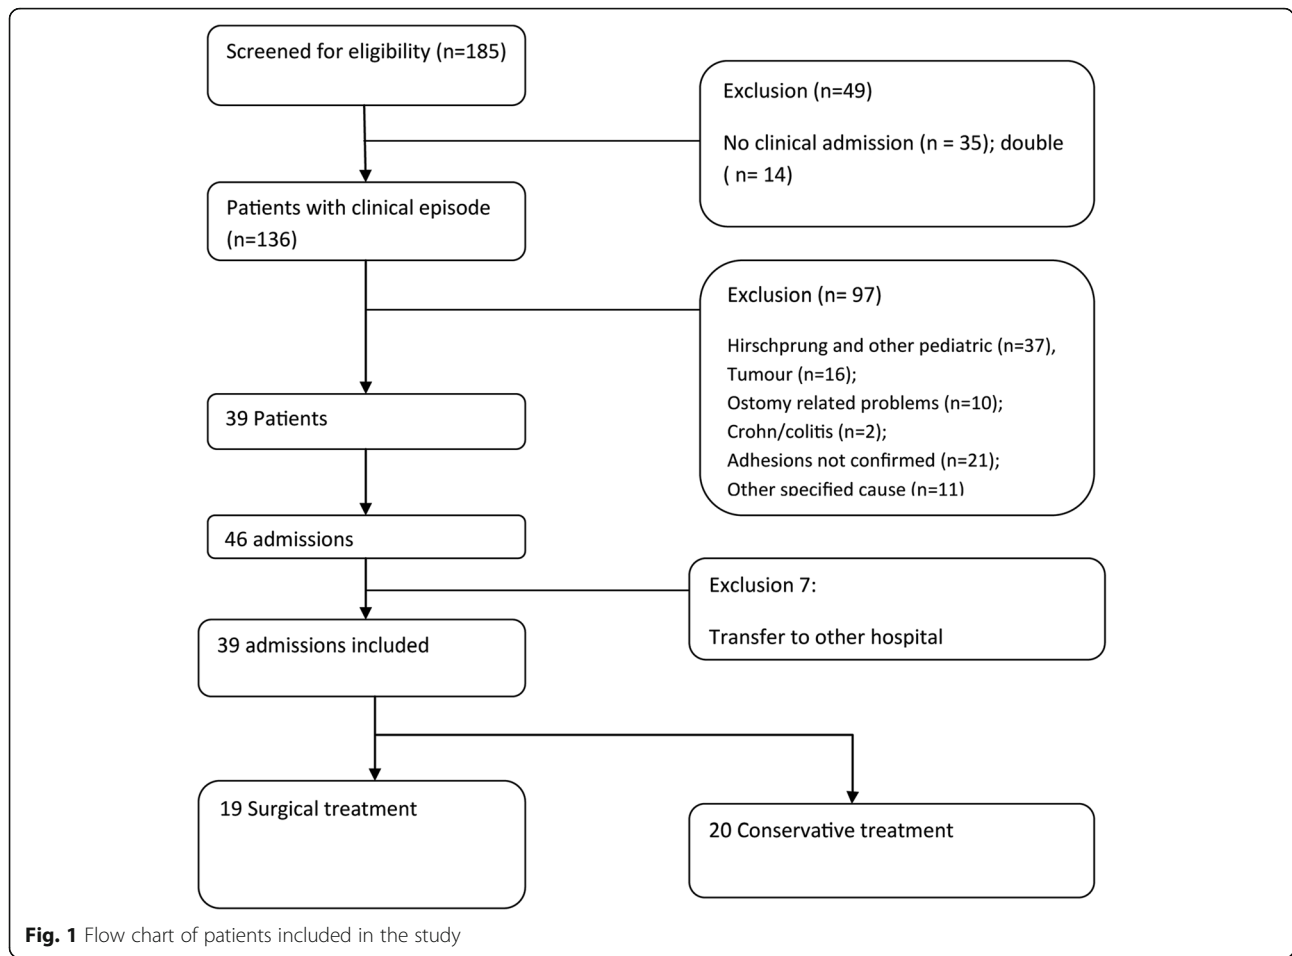 Screened for eligibility (n=185)
Exclusion (n=49)
No clinical admission (n = 35); double
( n= 14)
Patients with clinical episode
(n=136)
Exclusion (n= 97)
Hirschprung and other pediatric (n=37),
Tumour (n=16);
Ostomy related problems (n=10);
Crohn/colitis (n=2);
Adhesions not confirmed (n=21);
Other specified cause (n=11)
39 Patients
46 admissions
Exclusion 7:
Transfer to other hospital
39 admissions included
19 Surgical treatment
20 Conservative treatment
Fig. 1 Flow chart of patients included in the study